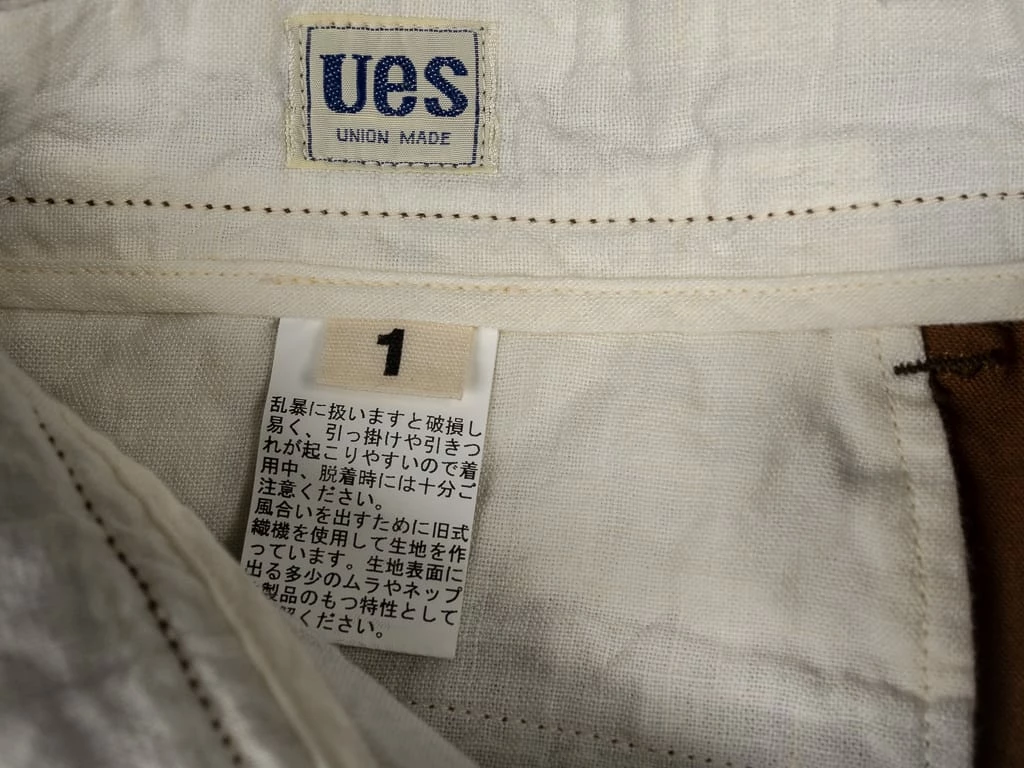 ues
UNION MADE
1
乱暴に扱いますと破損し
易く、引っ掛けや引きつ
れが起こりやすいので着
用中、脱着時には十分ご
注意ください。
風合いを出すために旧式
織機を使用して生地を作
っています。生地表面に
出る多少のムラやネップ
製品のもつ特性として
ください。